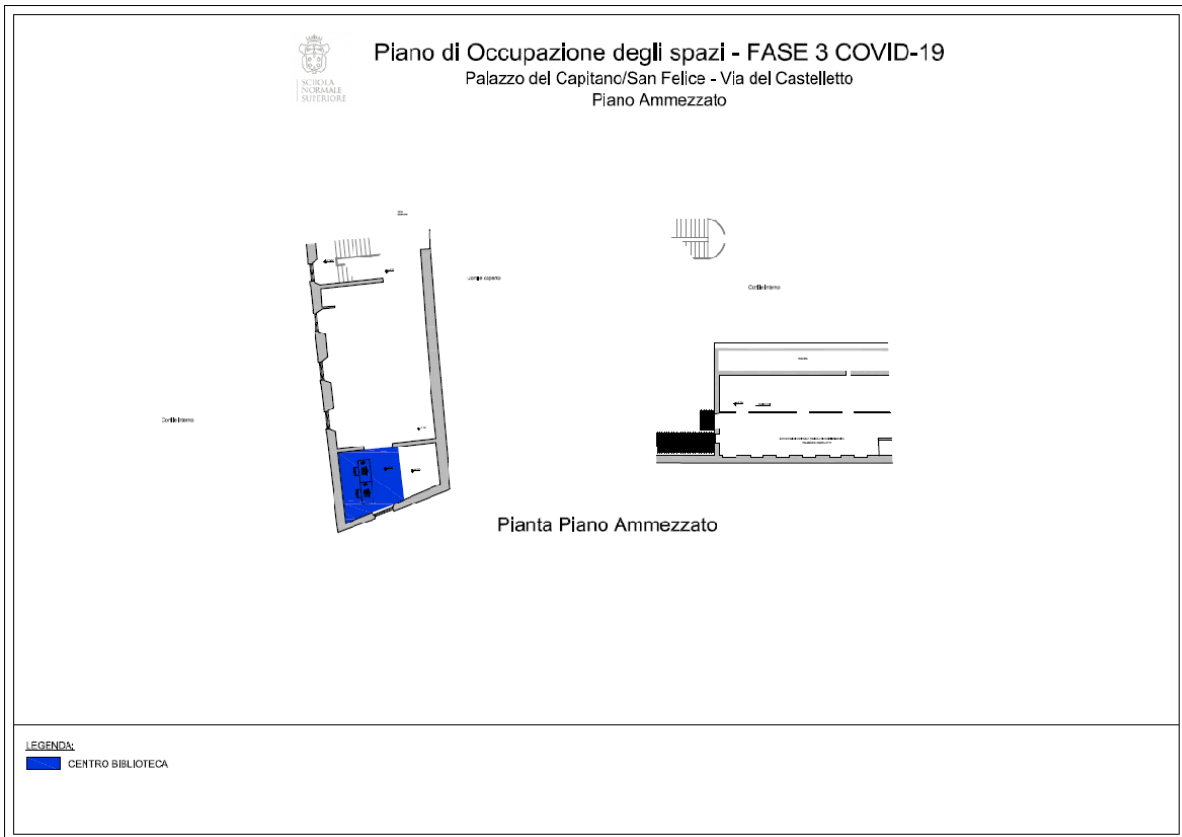 SCUOLA
NORMALE
SUPERIORE
Piano di Occupazione degli spazi - FASE 3 COVID-19
Palazzo del Capitano/San Felice - Via del Castelletto
Piano Ammezzato
Cortile Interno
Cortile Interno
Pianta Piano Ammezzato
LEGENDA:
CENTRO BIBLIOTECA